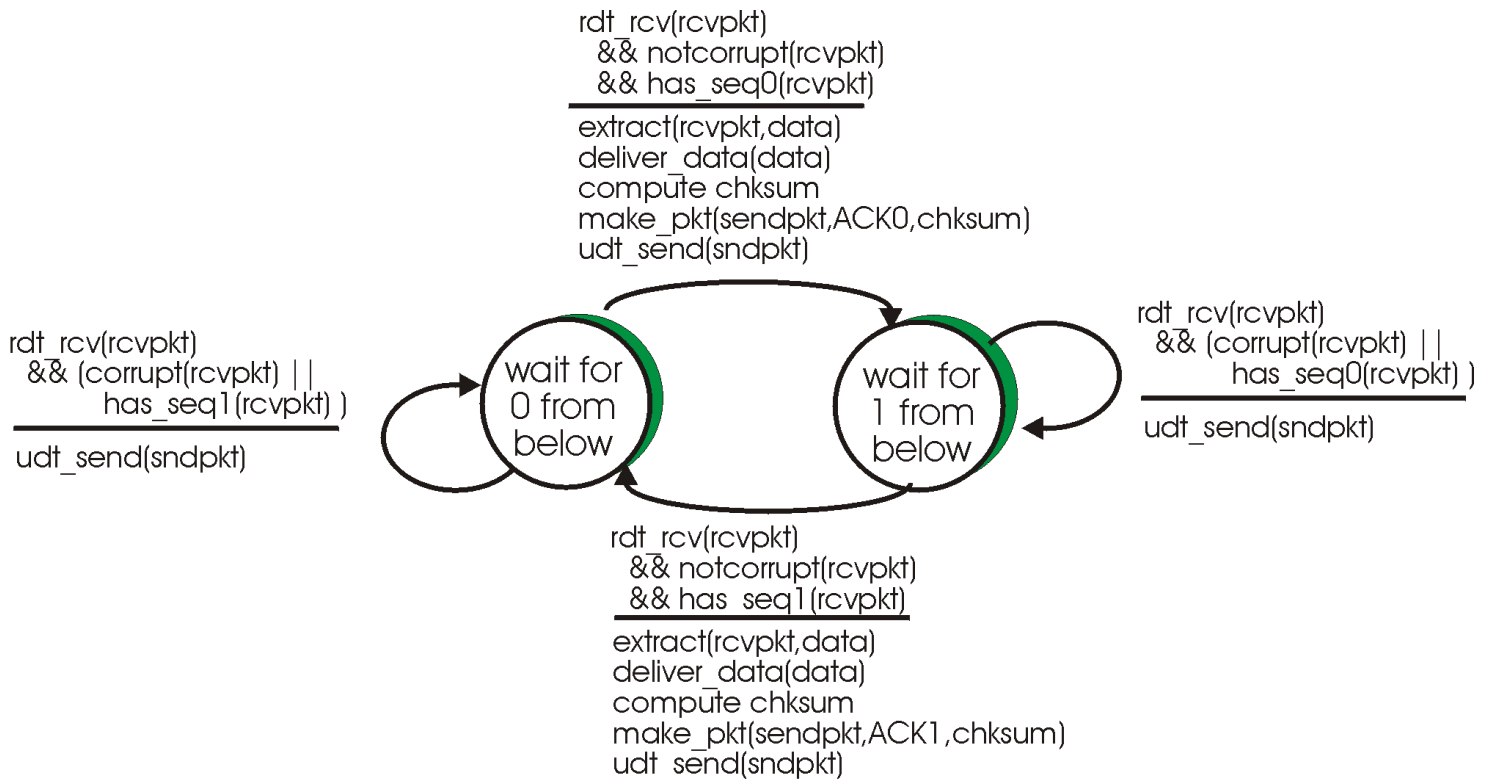 rdt_rcv(rcvpkt)
&& notcorrupt(rcvpkt)
&& has_seq0(rcvpkt)
extract(rcvpkt,data)
deliver_data(data)
compute chksum
make_pkt(sendpkt,ACK0,chksum)
udt_send(sndpkt)
rdt_rcv(rcvpkt)
&& (corrupt(rcvpkt) ||
has_seq1(rcvpkt) )
udt_send(sndpkt)
wait for
0 from
below
wait for
1 from
below
rdt_rcv(rcvpkt)
&& (corrupt(rcvpkt) ||
has_seq0(rcvpkt) )
udt_send(sndpkt)
rdt_rcv(rcvpkt)
&& notcorrupt(rcvpkt)
&& has_seq1(rcvpkt)
extract(rcvpkt,data)
deliver_data(data)
compute chksum
make_pkt(sendpkt,ACK1,chksum)
udt_send(sndpkt)